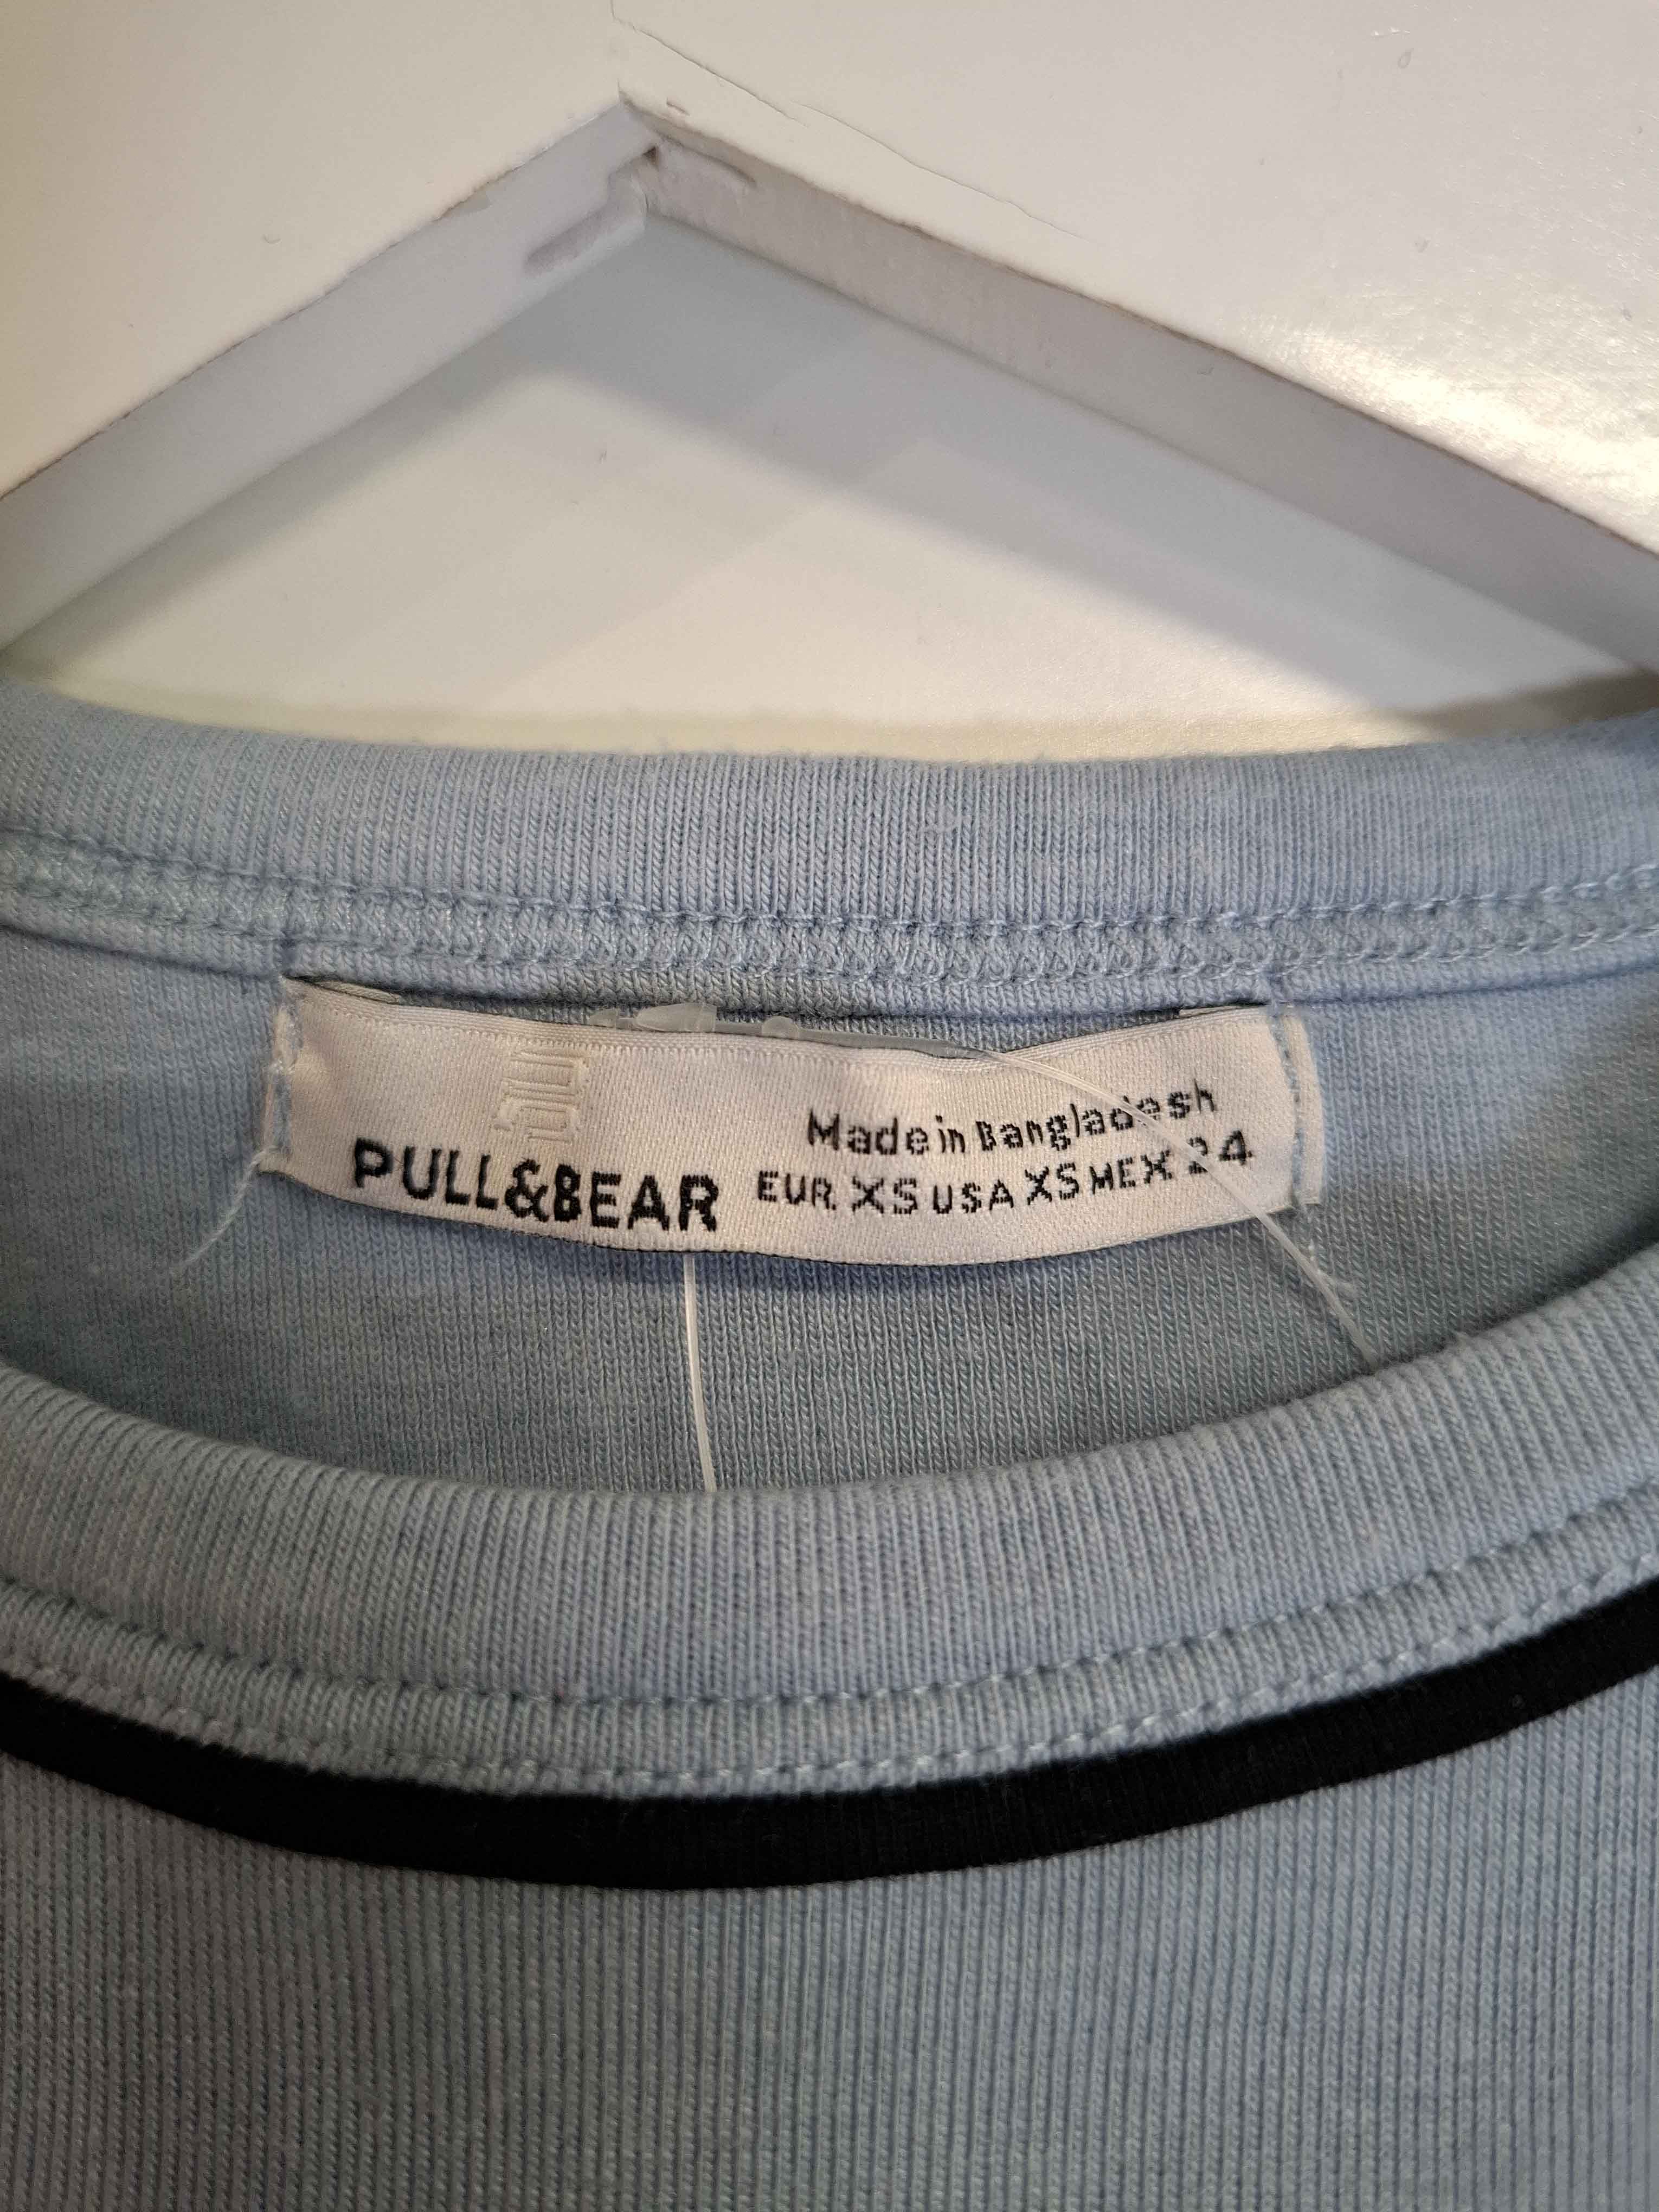 PULL&BEAR
Made in Bangladesh
EUR XS USA XS MEX 24